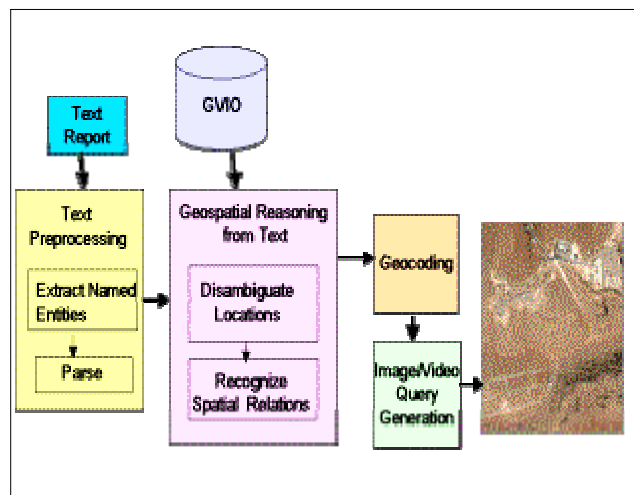 Text
Report
GVIO
Text
Preprocessing
Extract Named
Entities
Parse
Geospatial Reasoning
from Text
Disambiguate
Locations
Recognize
Spatial Relations
Geocoding
Image/Video
Query
Generation